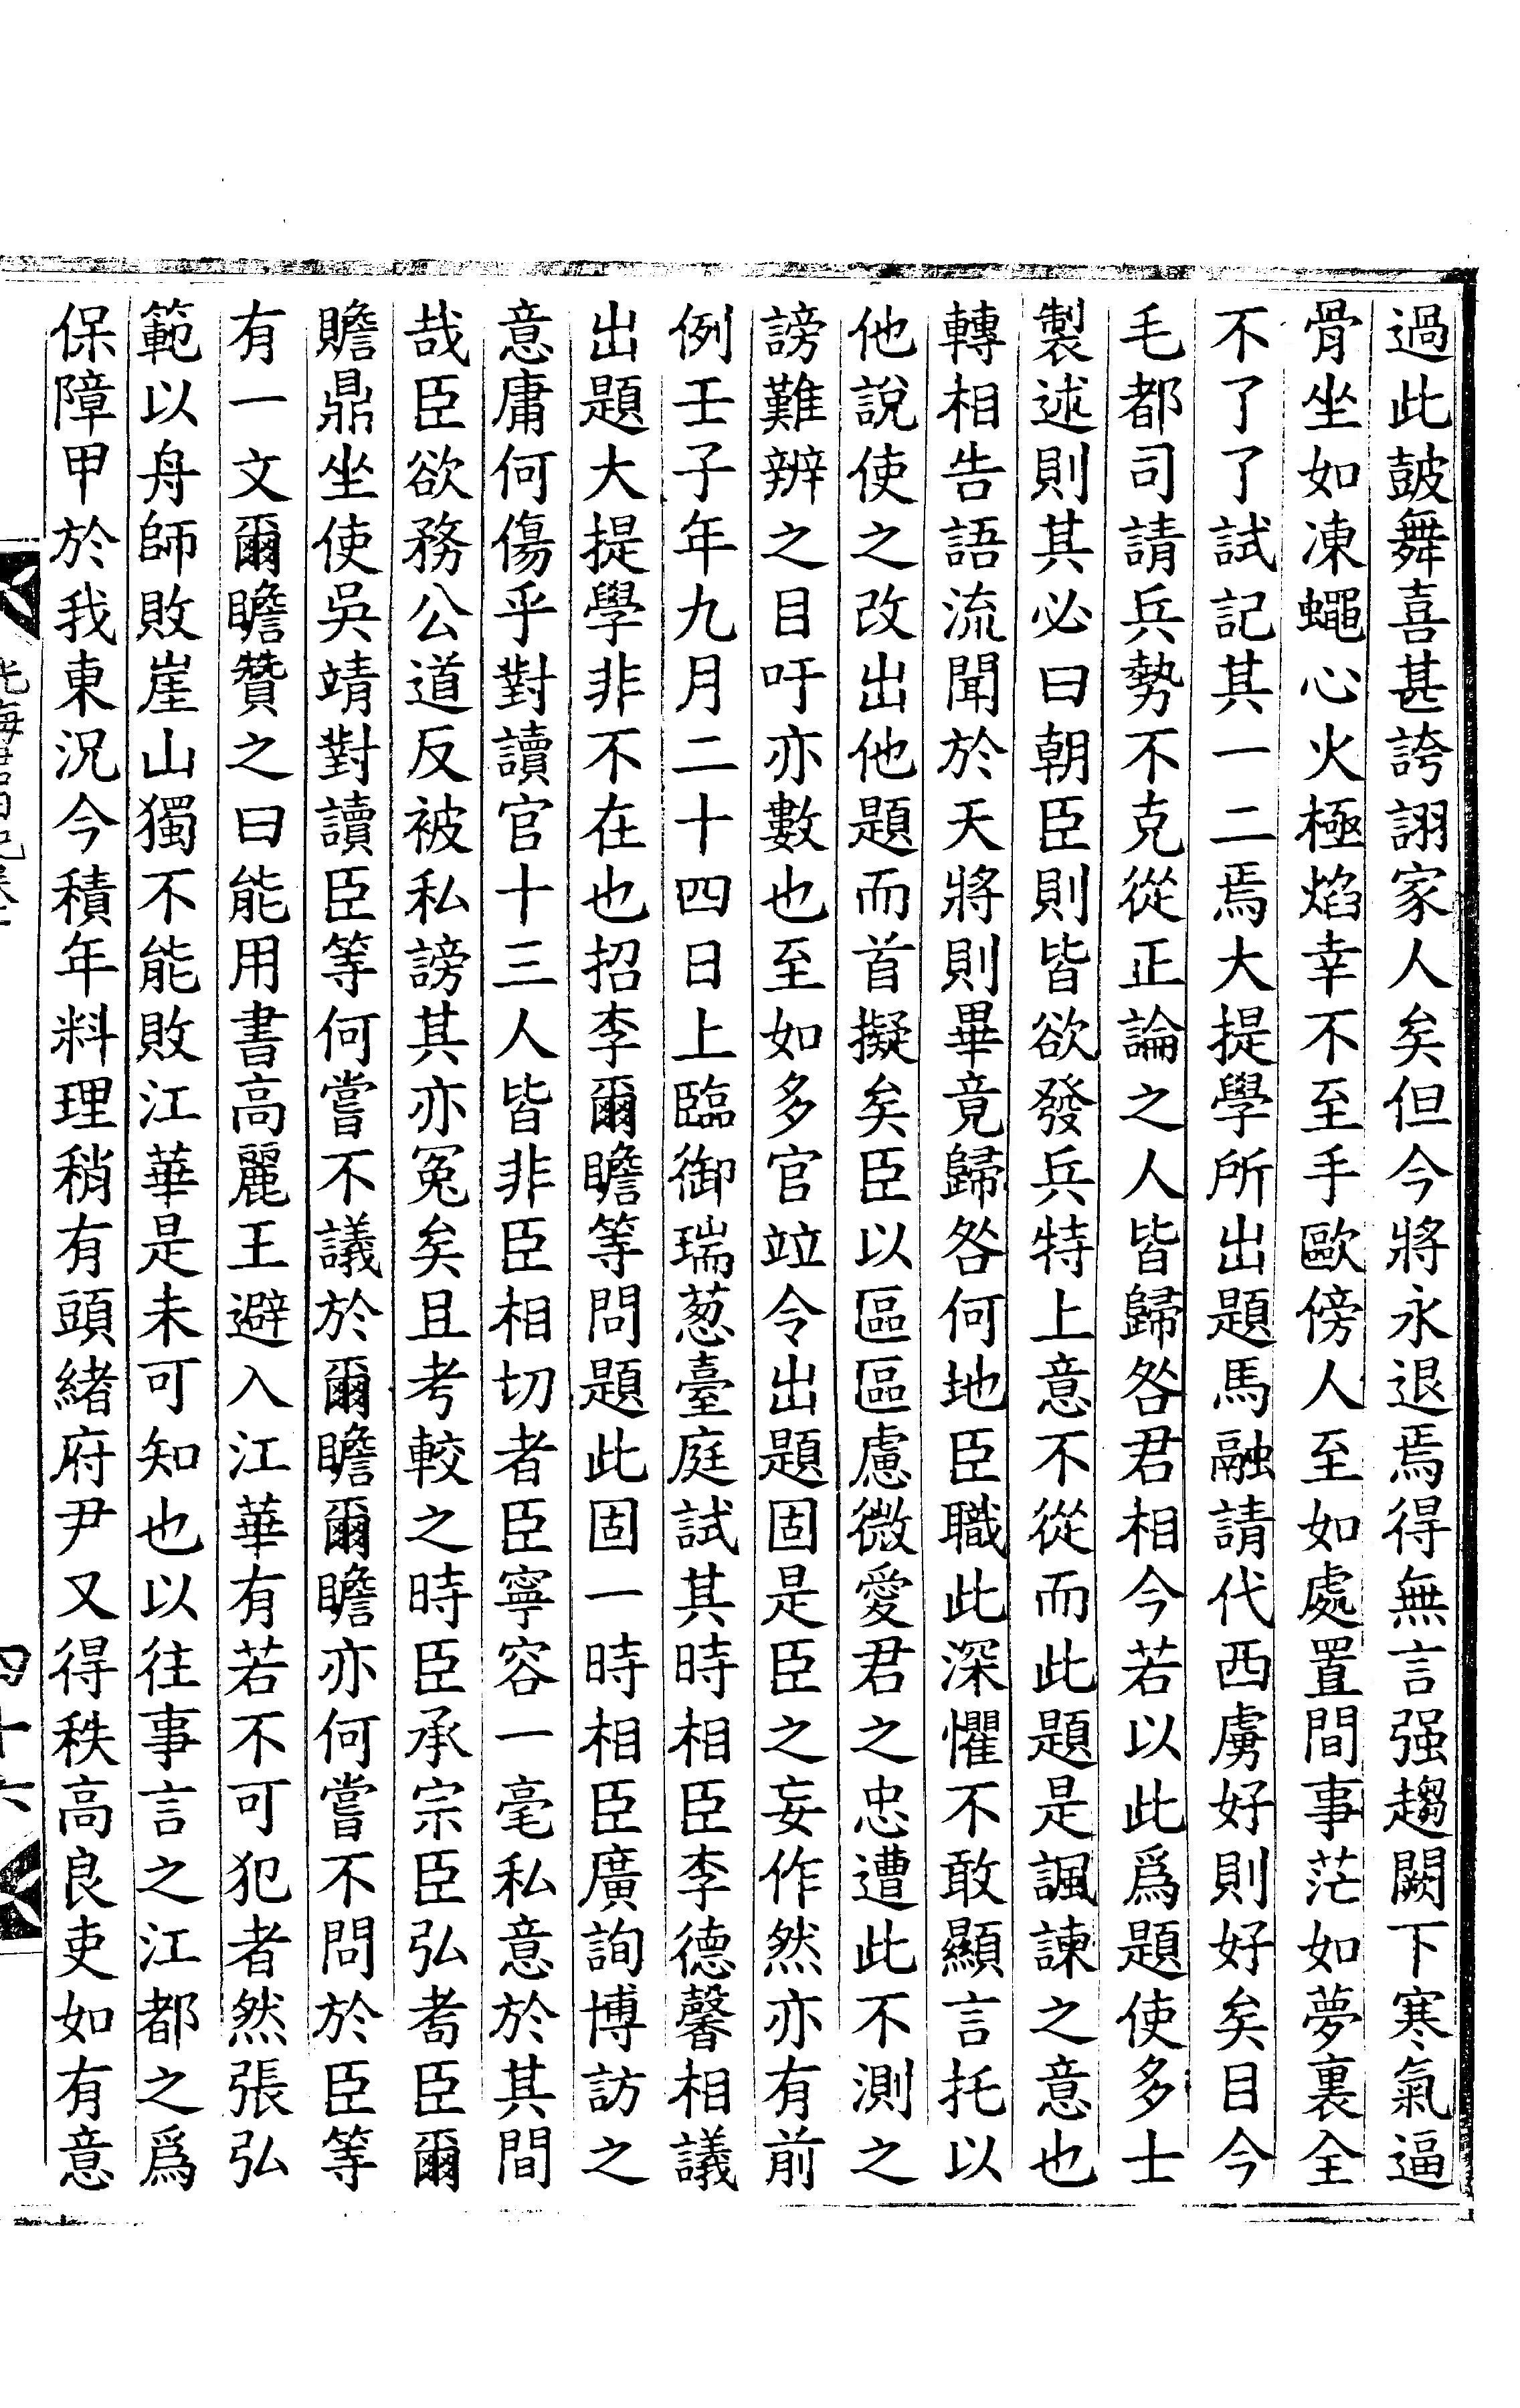 過此皷舞喜甚誇詡家人矣但今將永退焉得無言强趨闕下寒氣逼
骨坐如凍蠅心火極焰幸不至手歐傍人至如處置間事茫如夢裏全
不了了試記其一二焉大提學所出題馬融請代西虜好則好矣目今
毛都司請兵勢不克從正論之人皆歸咎君相今若以此爲題使多士
製述則其必曰朝臣則皆欲發兵特上意不從而此題是諷諫之意也
轉相告語流聞於天將則畢竟歸咎何地臣職此深懼不敢顯言托以
他說使之改出他題而首擬矣臣以區區慮微愛君之忠遭此不測之
謗難辨之目吁亦數也至如多官竝令出題固是臣之妄作然亦有前
例壬子年九月二十四日上臨御瑞葱臺庭試其時相臣李德馨相議
出題大提學非不在也招李爾瞻等問題此固一時相臣廣詢博訪之
意庸何傷乎對讀官十三人皆非臣相切者臣寧容一毫私意於其間
哉臣欲務公道反被私謗其亦冤矣且考較之時臣承宗臣弘耇臣爾
瞻鼎坐使吳靖對讀臣等何嘗不議於爾瞻爾瞻亦何嘗不問於臣等
有一文爾瞻贊之曰能用書高麗王避入江華有若不可犯者然張弘
範以舟師敗崖山獨不能敗江華是未可知也以往事言之江都之爲
保障甲於我東況今積年料理稍有頭緖府尹又得秩高良吏如有意
四十六